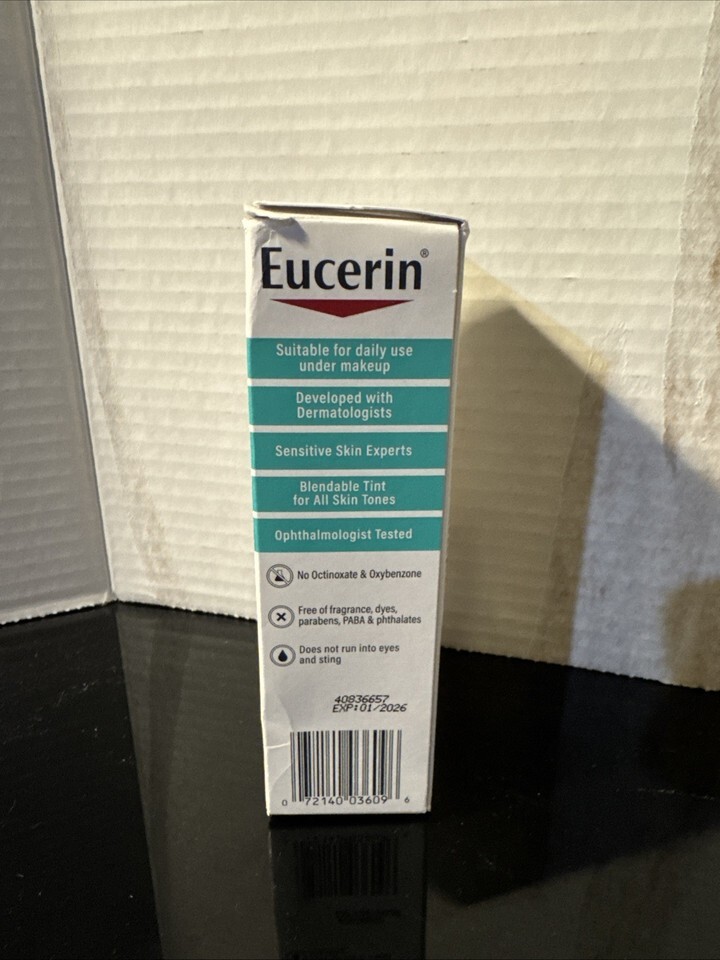 Eucerin®
Suitable for daily use
under makeup
Developed with
Dermatologists
Sensitive Skin Experts
Blendable Tint
for All Skin Tones
Ophthalmologist Tested
No Octinoxate & Oxybenzone
Free of fragrance, dyes,
parabens, PABA & phthalates
Does not run into eyes
and sting
40836657
EXP:01/2026
0 72140 03609 6